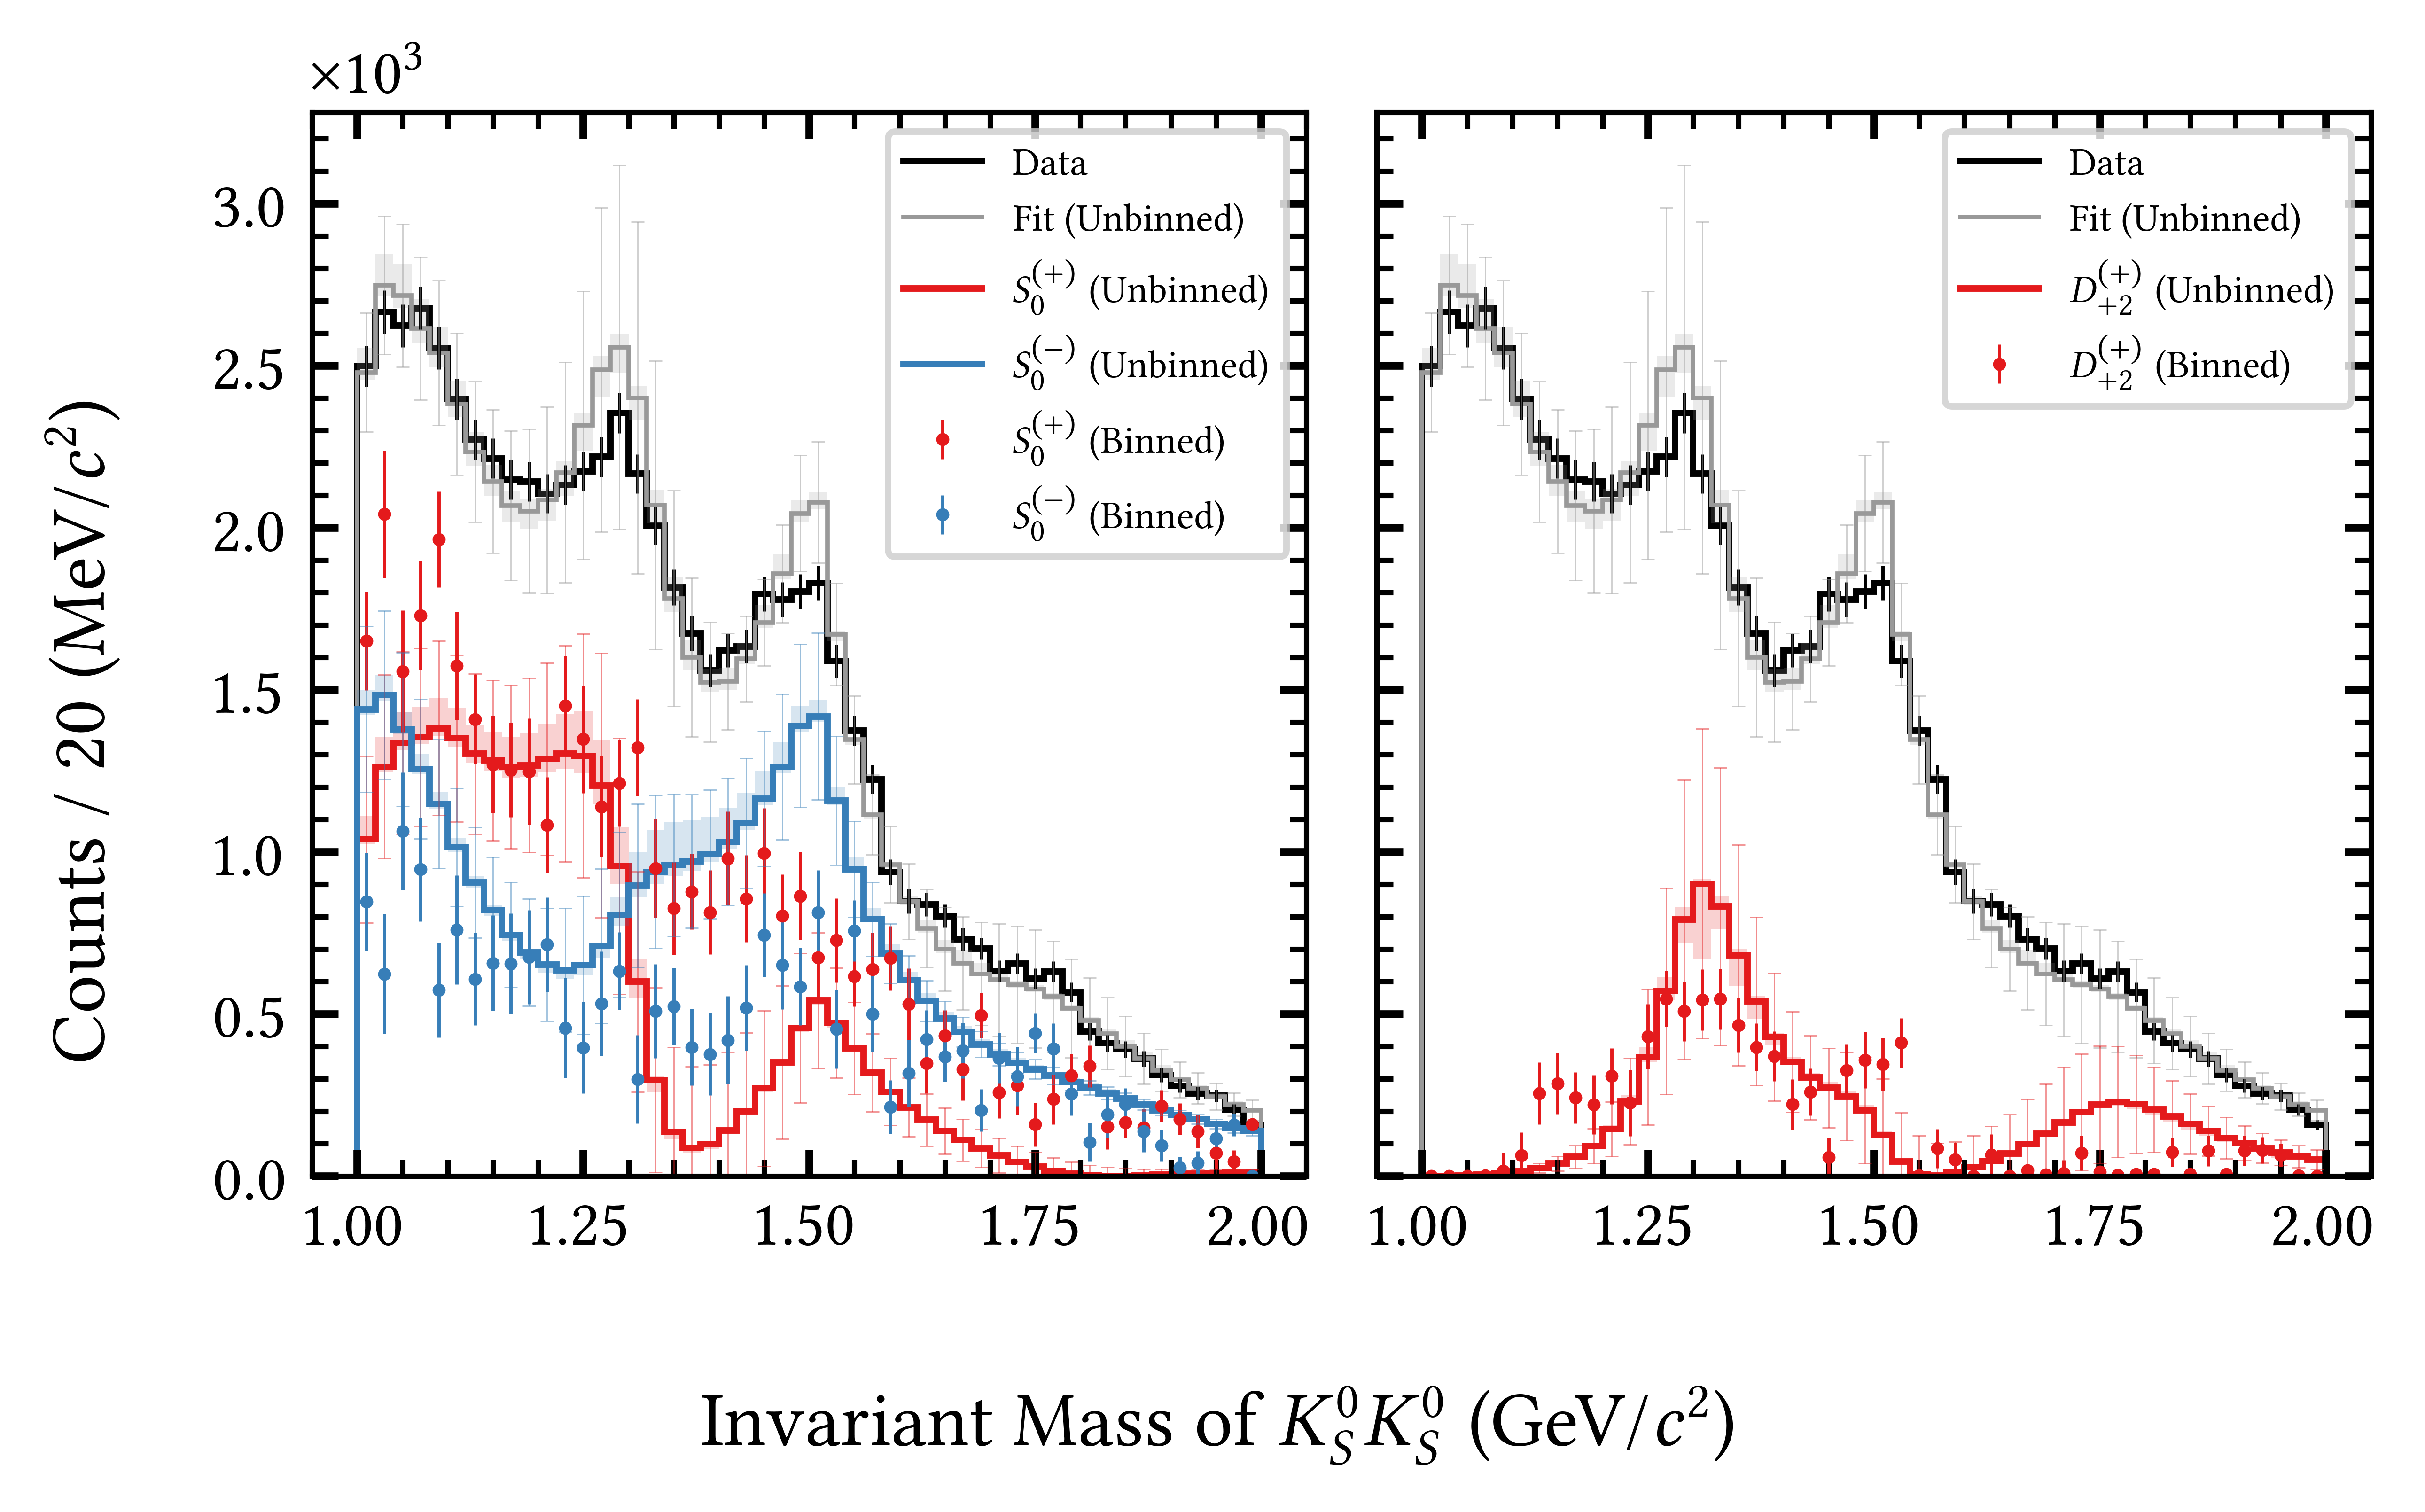 ×10³
Counts / 20 (MeV/c²)
3.0
2.5
2.0
1.5
1.0
0.5
0.0
Data
Fit (Unbinned)
S₀⁽⁺⁾ (Unbinned)
S₀⁽⁻⁾ (Unbinned)
S₀⁽⁺⁾ (Binned)
S₀⁽⁻⁾ (Binned)
1.00 1.25 1.50 1.75 2.00
Data
Fit (Unbinned)
D₊₂⁽⁺⁾ (Unbinned)
D₊₂⁽⁺⁾ (Binned)
1.00 1.25 1.50 1.75 2.00
Invariant Mass of K_S⁰K_S⁰ (GeV/c²)